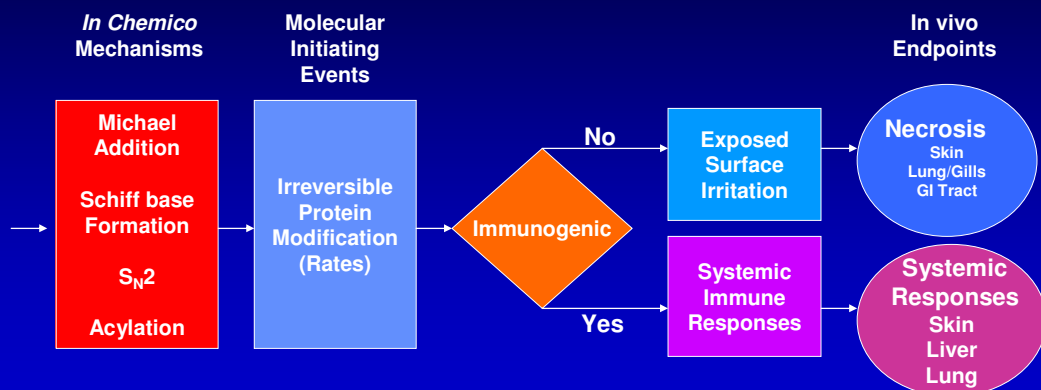 In Chemico
Mechanisms
Molecular
Initiating
Events
In vivo
Endpoints
Michael
Addition
Schiff base
Formation
SN2
Acylation
Irreversible
Protein
Modification
(Rates)
Immunogenic
No
Yes
Exposed
Surface
Irritation
Necrosis
Skin
Lung/Gills
GI Tract
Systemic
Immune
Responses
Systemic
Responses
Skin
Liver
Lung